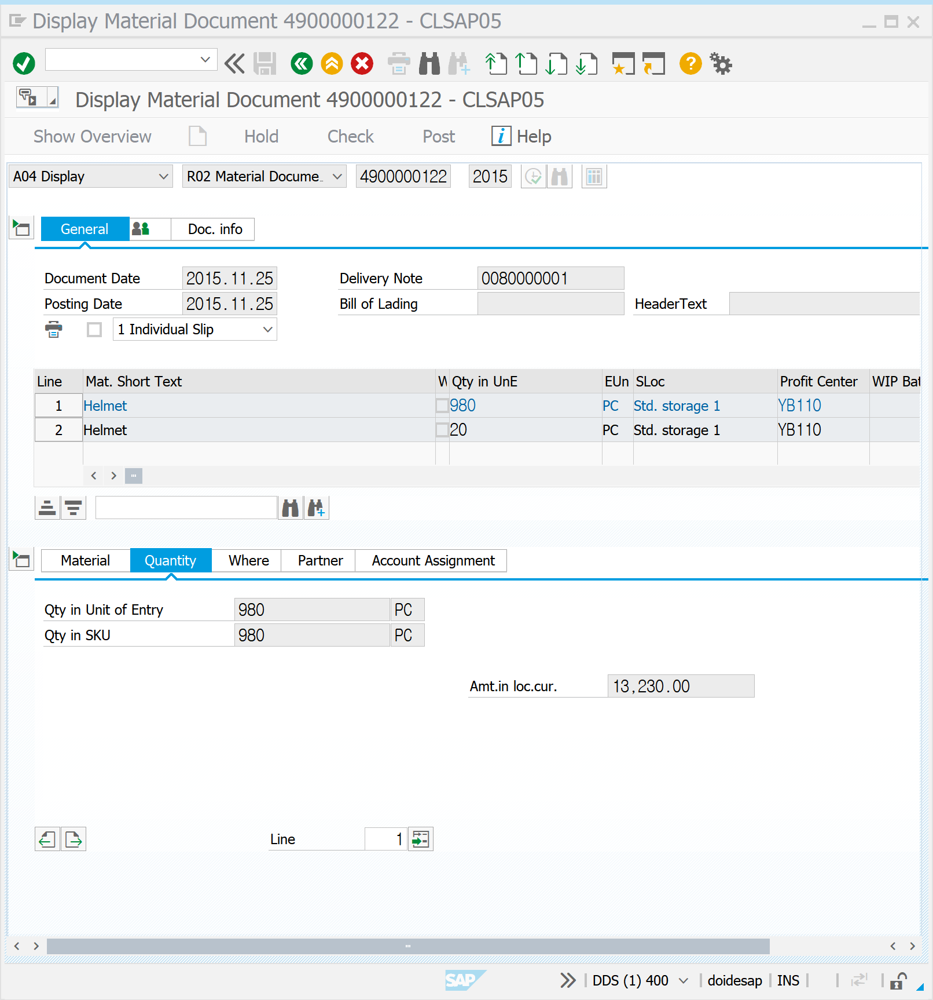 Display Material Document 4900000122 - CLSAP05
Display Material Document 4900000122 - CLSAP05
Show Overview Hold Check Post Help
A04 Display R02 Material Docume... 4900000122 2015
General Doc. info
Document Date 2015.11.25 Delivery Note 0080000001
Posting Date 2015.11.25 Bill of Lading HeaderText
1 Individual Slip
Line Mat. Short Text W Qty in UnE EUn SLoc Profit Center WIP Bat
1 Helmet 980 PC Std. storage 1 YB110
2 Helmet 20 PC Std. storage 1 YB110
Material Quantity Where Partner Account Assignment
Qty in Unit of Entry 980 PC
Qty in SKU 980 PC
Amt.in loc.cur. 13,230.00
Line 1
SAP DDS (1) 400 doidesap INS